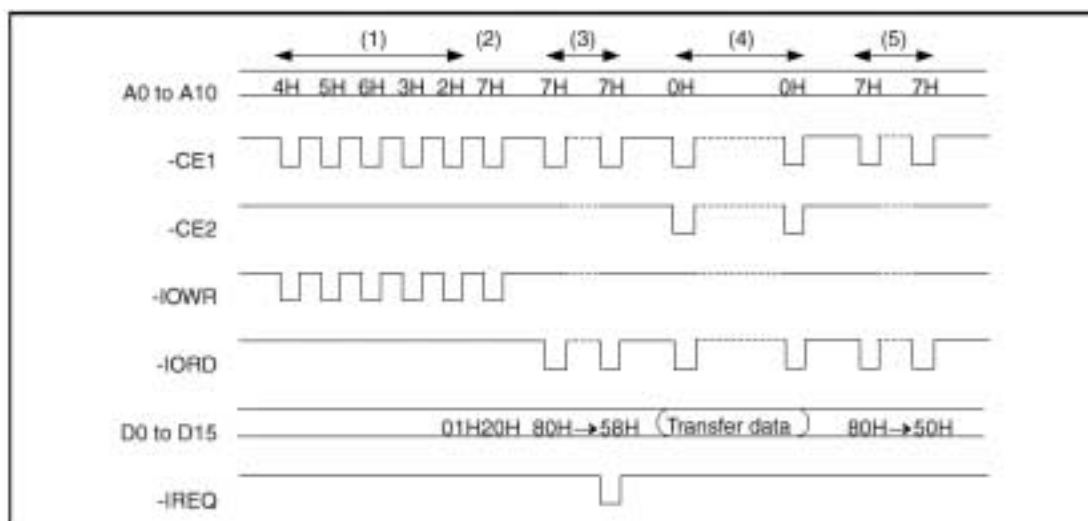 (1) (2) (3) (4) (5)
A0 to A10 4H 5H 6H 3H 2H 7H 7H 7H 0H 0H 7H 7H
-CE1
-CE2
-IOWR
-IORD
D0 to D15 01H20H 80H→58H Transfer data 80H→50H
-IREQ